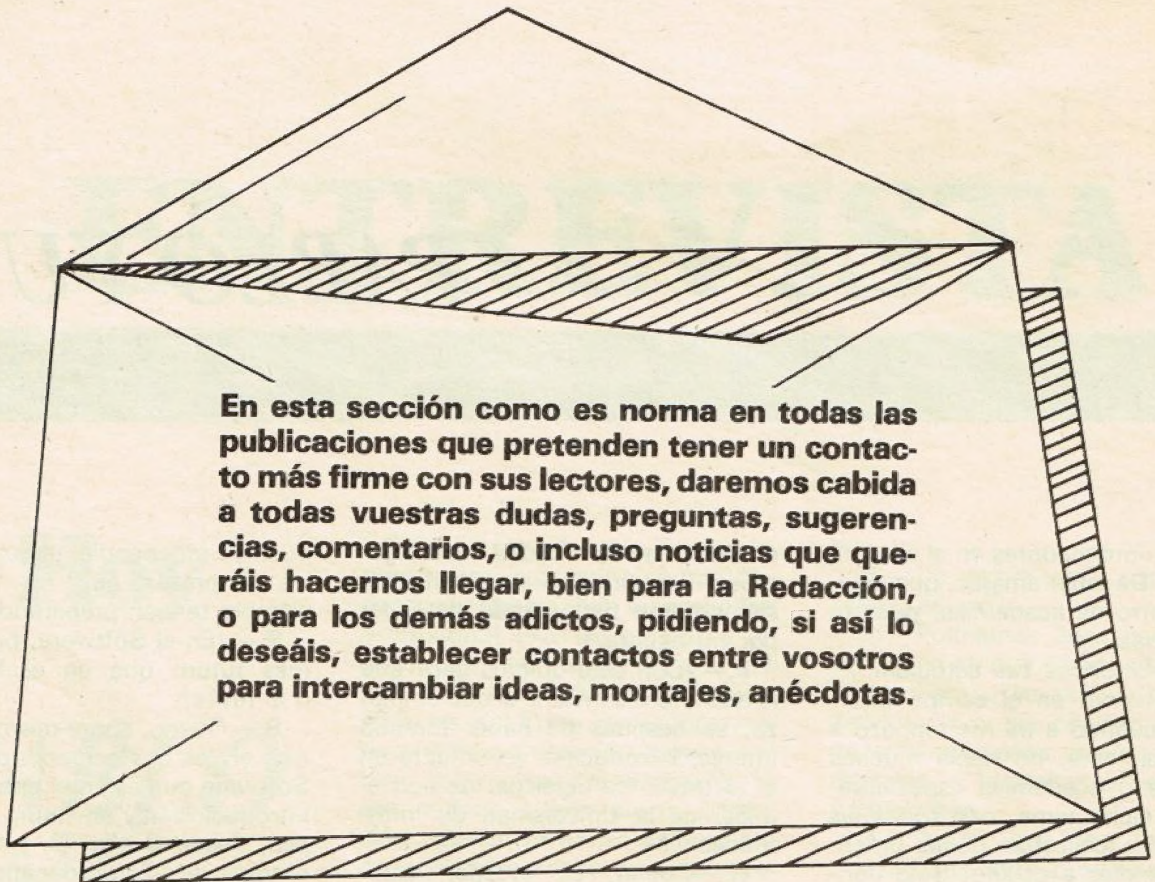 En esta sección como es norma en todas las
publicaciones que pretenden tener un contac-
to más firme con sus lectores, daremos cabida
a todas vuestras dudas, preguntas, sugeren-
cias, comentarios, o incluso noticias que que-
ráis hacernos llegar, bien para la Redacción,
o para los demás adictos, pidiendo, si así lo
deseáis, establecer contactos entre vosotros
para intercambiar ideas, montajes, anécdotas.